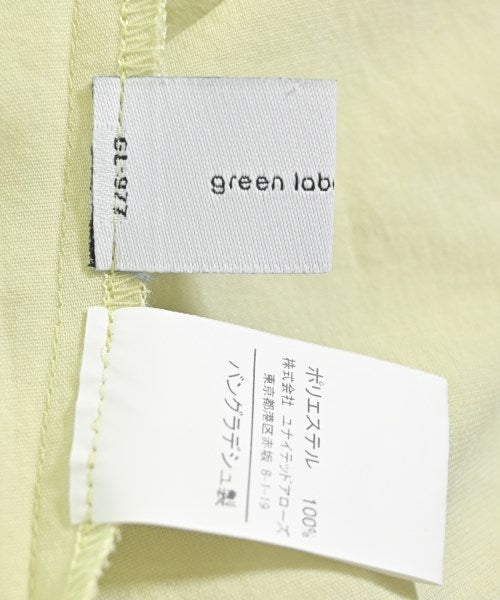 GL-977
green labe
ポリエステル 100%
株式会社 ユナイテッドアローズ
東京都港区赤坂 8-1-19
バングラデシュ製